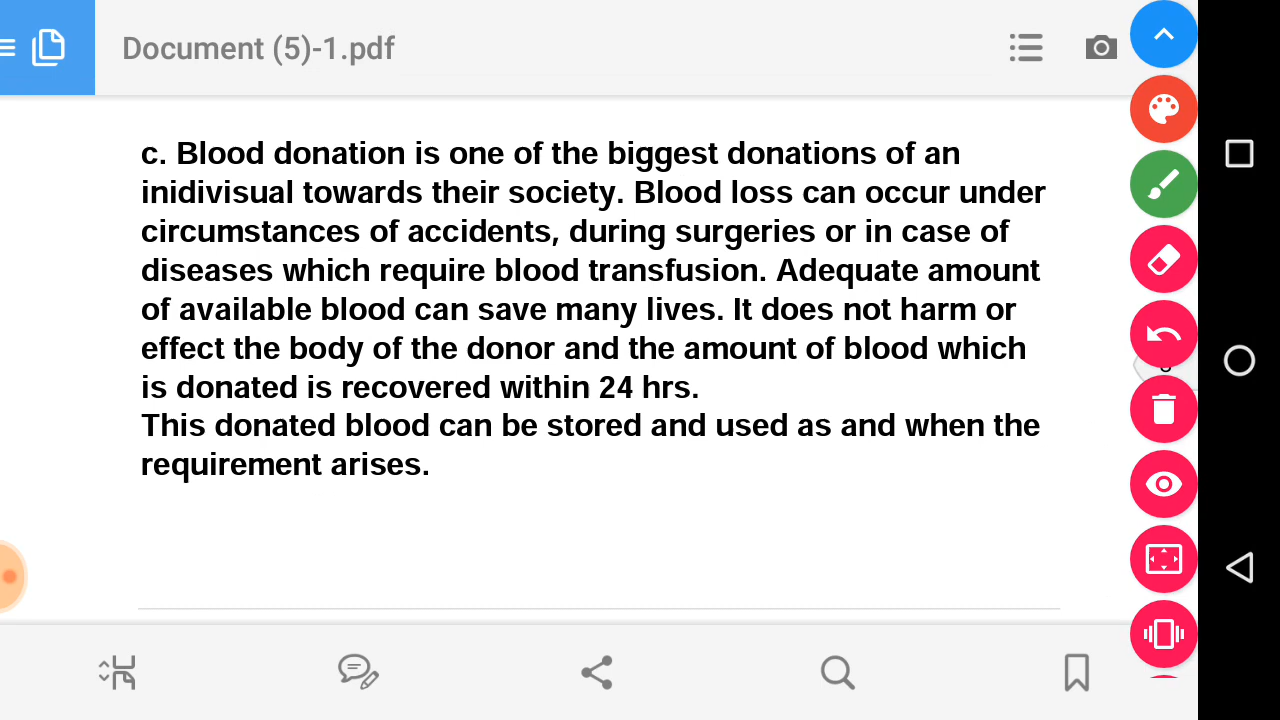 Document (5)-1.pdf
c. Blood donation is one of the biggest donations of an
inidivisual towards their society. Blood loss can occur under
circumstances of accidents, during surgeries or in case of
diseases which require blood transfusion. Adequate amount
of available blood can save many lives. It does not harm or
effect the body of the donor and the amount of blood which
is donated is recovered within 24 hrs.
This donated blood can be stored and used as and when the
requirement arises.